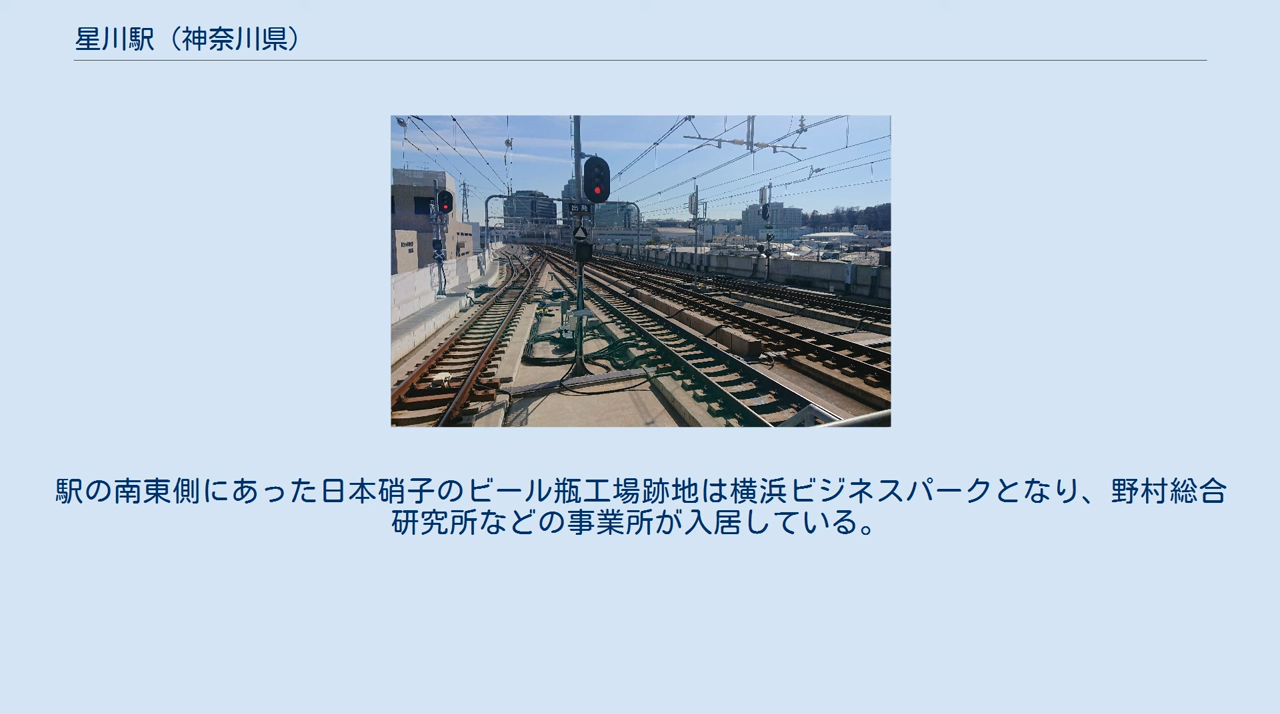 星川駅（神奈川県）
駅の南東側にあった日本硝子のビール瓶工場跡地は横浜ビジネスパークとなり、野村総合
研究所などの事業所が入居している。